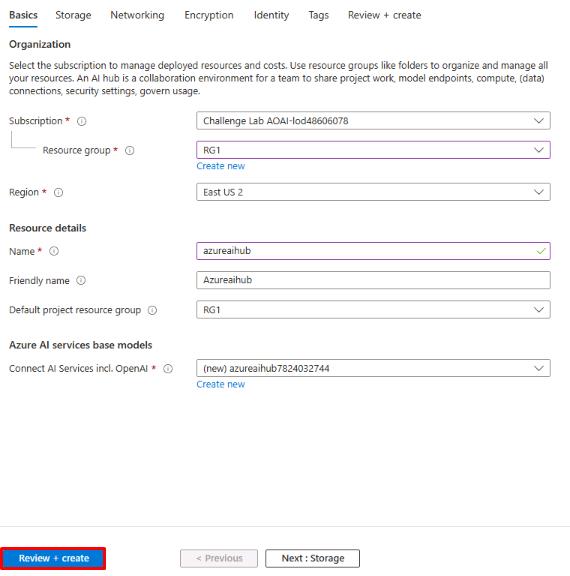 Basics Storage Networking Encryption Identity Tags Review + create
Organization
Select the subscription to manage deployed resources and costs. Use resource groups like folders to organize and manage all
your resources. An AI hub is a collaboration environment for a team to share project work, model endpoints, compute, (data)
connections, security settings, govern usage.
Subscription * Challenge Lab AOAI-lod48606078
Resource group * RG1
Create new
Region * East US 2
Resource details
Name * azureaihub
Friendly name Azureaihub
Default project resource group RG1
Azure AI services base models
Connect AI Services incl. OpenAI * (new) azureaihub7824032744
Create new
Review + create < Previous Next : Storage